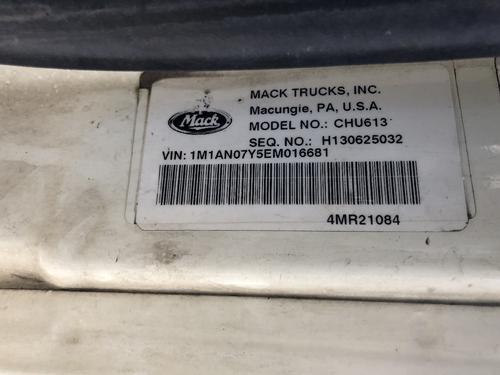 MACK TRUCKS, INC.
Macungie, PA, U.S.A.
Mack
MODEL NO.: CHU613
SEQ. NO.: H130625032
VIN: 1M1AN07Y5EM016681
4MR21084